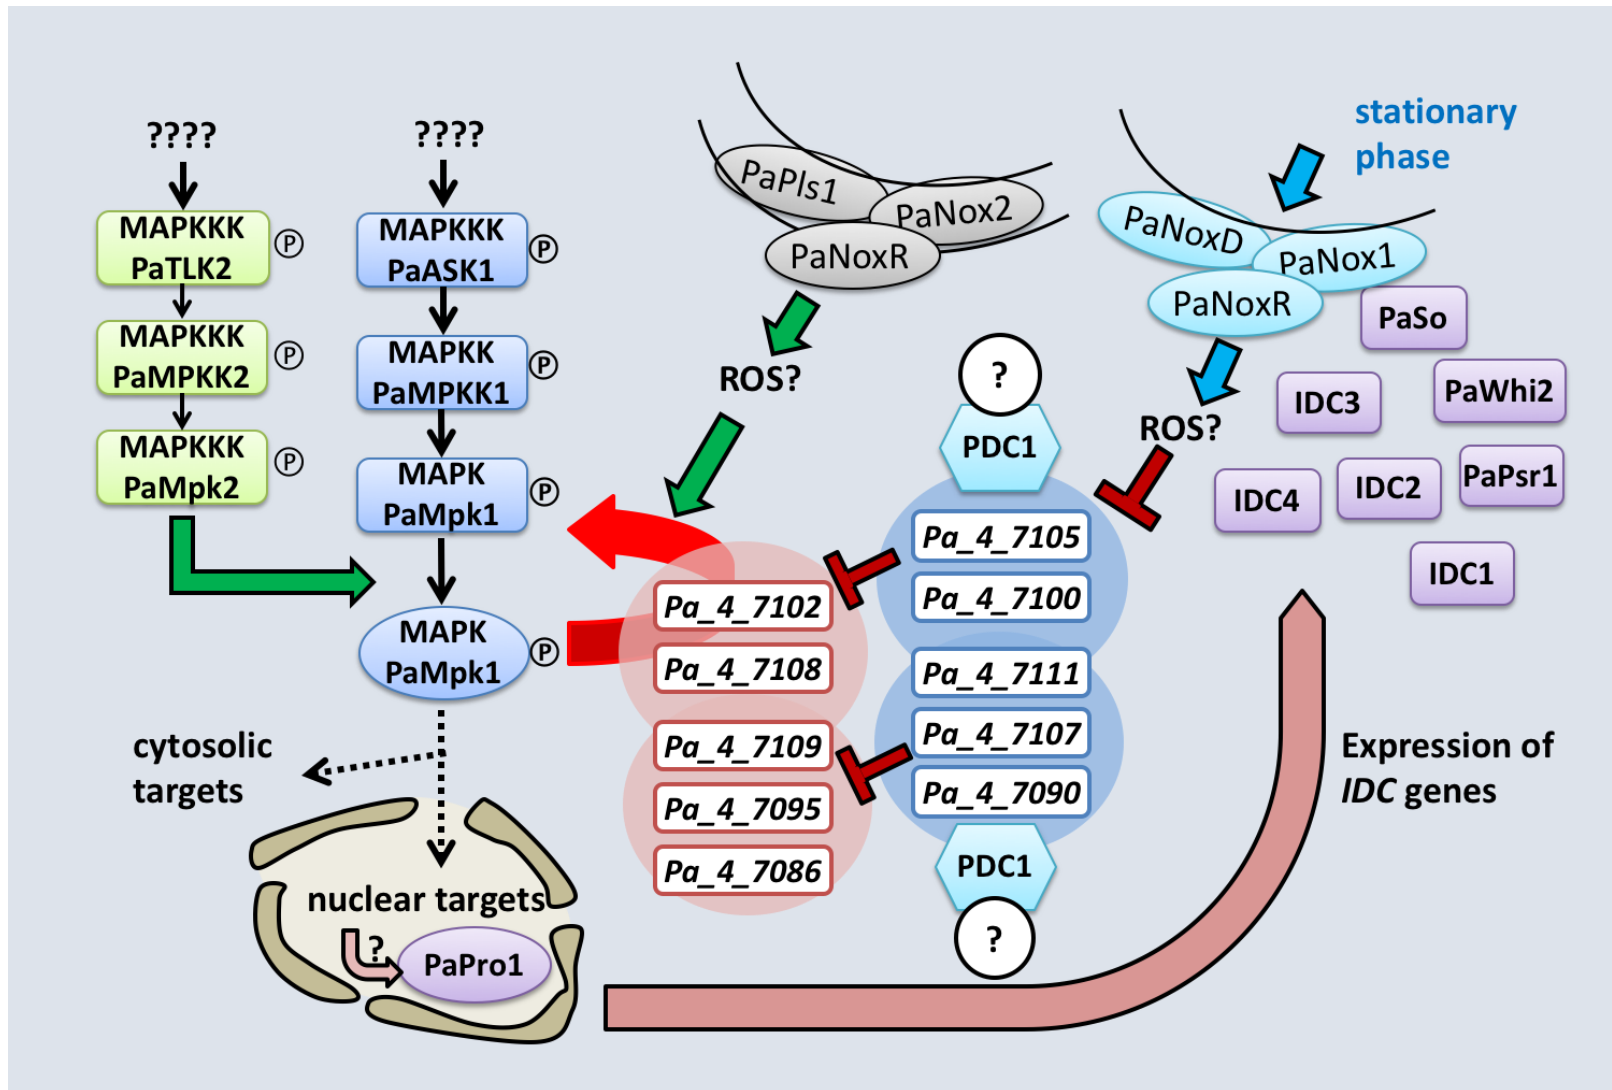 ????
MAPKKK
PaTLK2
P
MAPKKK
PaMPKK2
P
MAPKKK
PaMpk2
P
????
MAPKKK
PaASK1
P
MAPKK
PaMPKK1
P
MAPK
PaMpk1
P
MAPK
PaMpk1
P
cytosolic
targets
nuclear targets
?
PaPro1
PaPls1
PaNox2
PaNoxR
ROS?
Pa_4_7102
Pa_4_7108
Pa_4_7109
Pa_4_7095
Pa_4_7086
?
PDC1
Pa_4_7105
Pa_4_7100
Pa_4_7111
Pa_4_7107
Pa_4_7090
PDC1
?
stationary
phase
PaNoxD
PaNox1
PaNoxR
ROS?
PaSo
IDC3
PaWhi2
IDC4
IDC2
PaPsr1
IDC1
Expression of
IDC genes